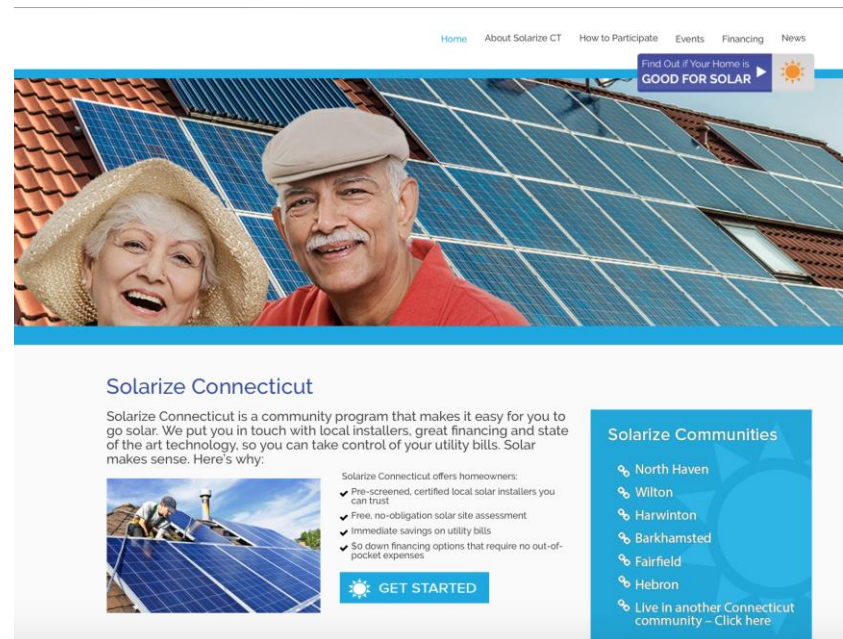 Home About Solarize CT How to Participate Events Financing News
Find Out if Your Home is
GOOD FOR SOLAR
Solarize Connecticut
Solarize Connecticut is a community program that makes it easy for you to
go solar. We put you in touch with local installers, great financing and state
of the art technology, so you can take control of your utility bills. Solar
makes sense. Here's why:
Solarize Connecticut offers homeowners:
Pre-screened, certified local solar installers you
can trust
Free, no-obligation solar site assessment
Immediate savings on utility bills
$0 down financing options that require no out-of-
pocket expenses
GET STARTED
Solarize Communities
North Haven
Wilton
Harwinton
Barkhamsted
Fairfield
Hebron
Live in another Connecticut
community – Click here